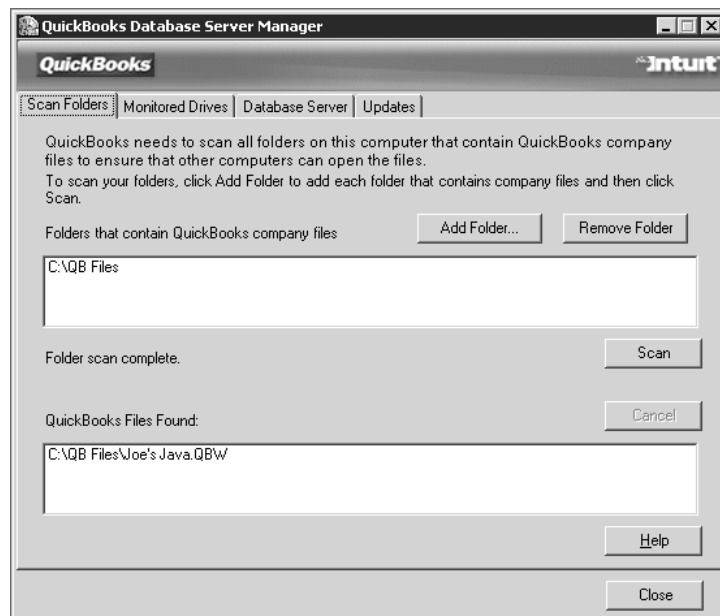 QuickBooks Database Server Manager
QuickBooks
Intuit
Scan Folders Monitored Drives Database Server Updates
QuickBooks needs to scan all folders on this computer that contain QuickBooks company
files to ensure that other computers can open the files.
To scan your folders, click Add Folder to add each folder that contains company files and then click
Scan.
Folders that contain QuickBooks company files Add Folder... Remove Folder
C:\QB Files
Folder scan complete. Scan
Cancel
QuickBooks Files Found:
C:\QB Files\Joe's Java.QBW
Help
Close